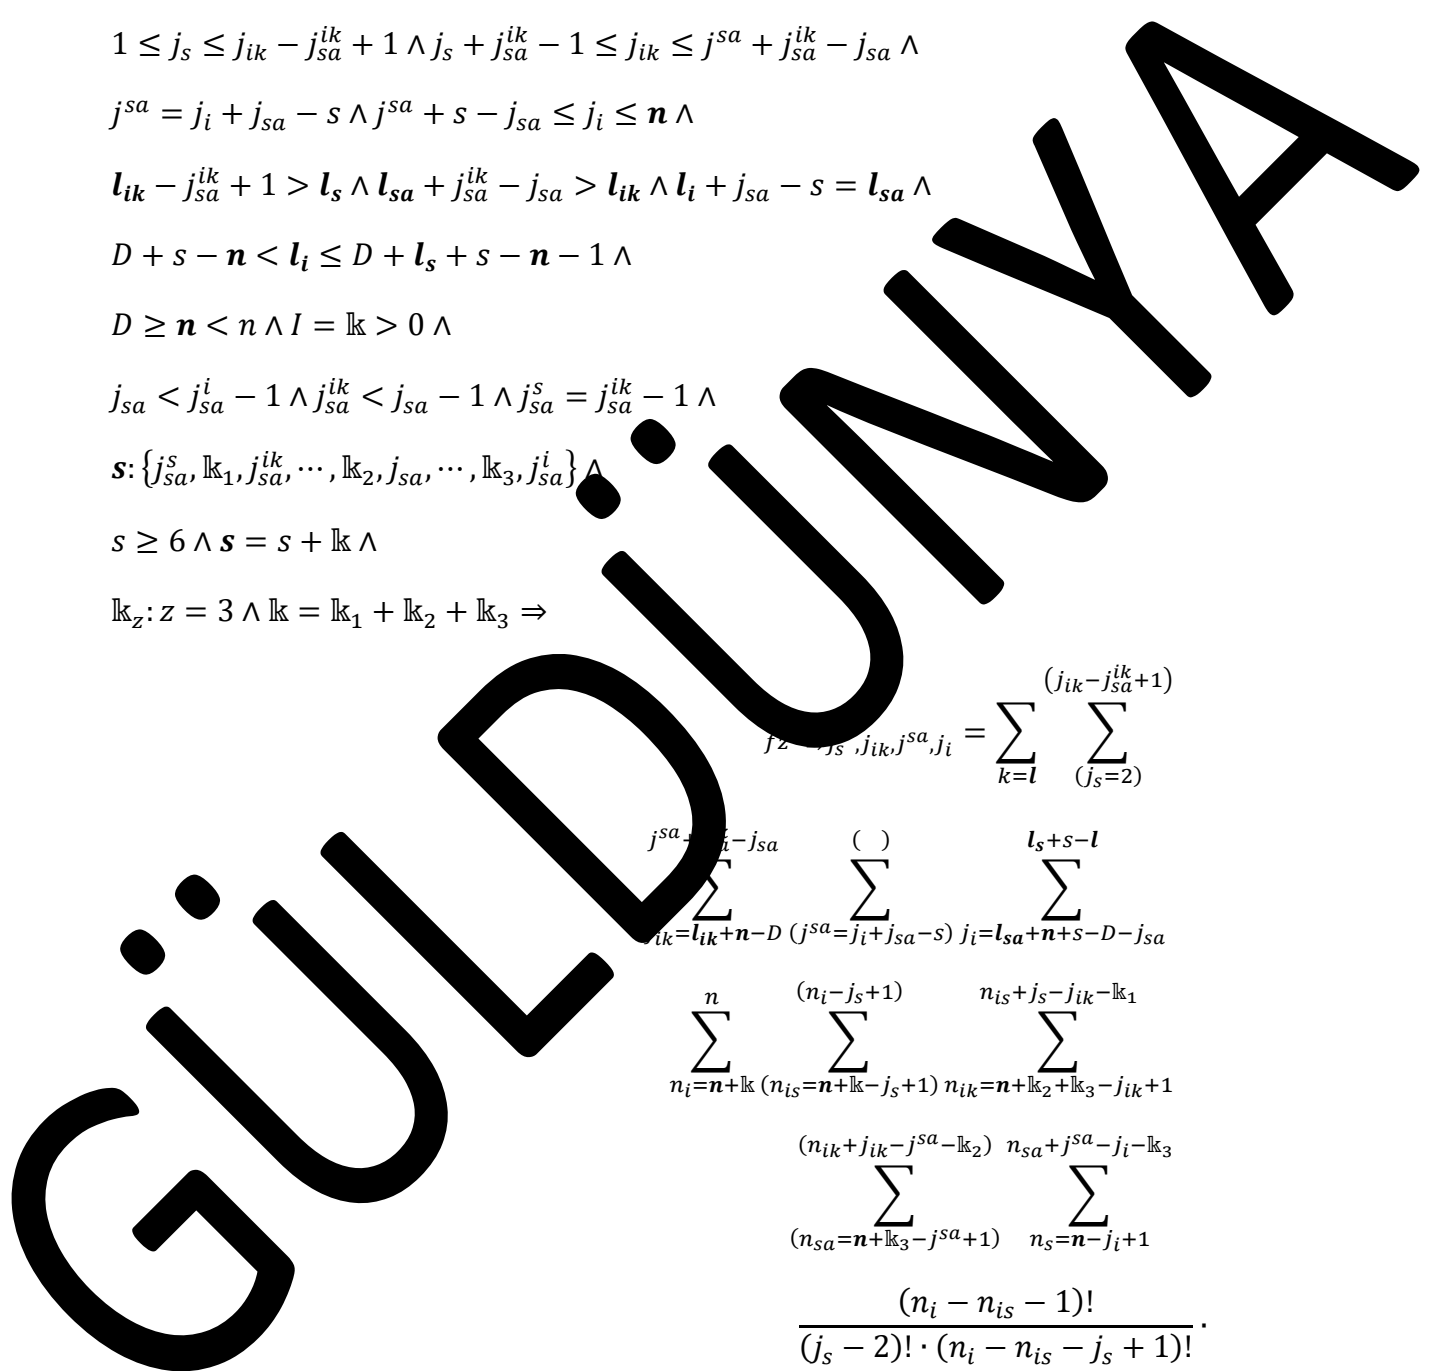 1 ≤ j_s ≤ j_{ik} − j_{sa}^{ik} + 1 ∧ j_s + j_{sa}^{ik} − 1 ≤ j_{ik} ≤ j^{sa} + j_{sa}^{ik} − j_{sa} ∧
j^{sa} = j_i + j_{sa} − s ∧ j^{sa} + s − j_{sa} ≤ j_i ≤ n ∧
l_{ik} − j_{sa}^{ik} + 1 > l_s ∧ l_{sa} + j_{sa}^{ik} − j_{sa} > l_{ik} ∧ l_i + j_{sa} − s = l_{sa} ∧
D + s − n < l_i ≤ D + l_s + s − n − 1 ∧
D ≥ n < n ∧ I = 𝕜 > 0 ∧
j_{sa} < j_{sa}^i − 1 ∧ j_{sa}^{ik} < j_{sa} − 1 ∧ j_{sa}^s = j_{sa}^{ik} − 1 ∧
s: {j_{sa}^s, 𝕜_1, j_{sa}^{ik}, ⋯, 𝕜_2, j_{sa}, ⋯, 𝕜_3, j_{sa}^i} ∧
s ≥ 6 ∧ s = s + 𝕜 ∧
𝕜_z: z = 3 ∧ 𝕜 = 𝕜_1 + 𝕜_2 + 𝕜_3 ⇒
j_s, j_{ik}, j^{sa}, j_i = ∑_{k=l} ∑_{(j_s=2)}^{(j_{ik}−j_{sa}^{ik}+1)}
∑_{j_{ik}=l_{ik}+n−D}^{j^{sa}+j_{sa}^{ik}−j_{sa}} ∑_{(j^{sa}=j_i+j_{sa}−s)}^{( )} ∑_{j_i=l_{sa}+n+s−D−j_{sa}}^{l_s+s−l}
∑_{n_i=n+𝕜}^{n} ∑_{(n_{is}=n+𝕜−j_s+1)}^{(n_i−j_s+1)} ∑_{n_{ik}=n+𝕜_2+𝕜_3−j_{ik}+1}^{n_{is}+j_s−j_{ik}−𝕜_1}
∑_{(n_{sa}=n+𝕜_3−j^{sa}+1)}^{(n_{ik}+j_{ik}−j^{sa}−𝕜_2)} ∑_{n_s=n−j_i+1}^{n_{sa}+j^{sa}−j_i−𝕜_3}
(n_i − n_{is} − 1)!
(j_s − 2)! · (n_i − n_{is} − j_s + 1)! ·
GÜLDÜNYA